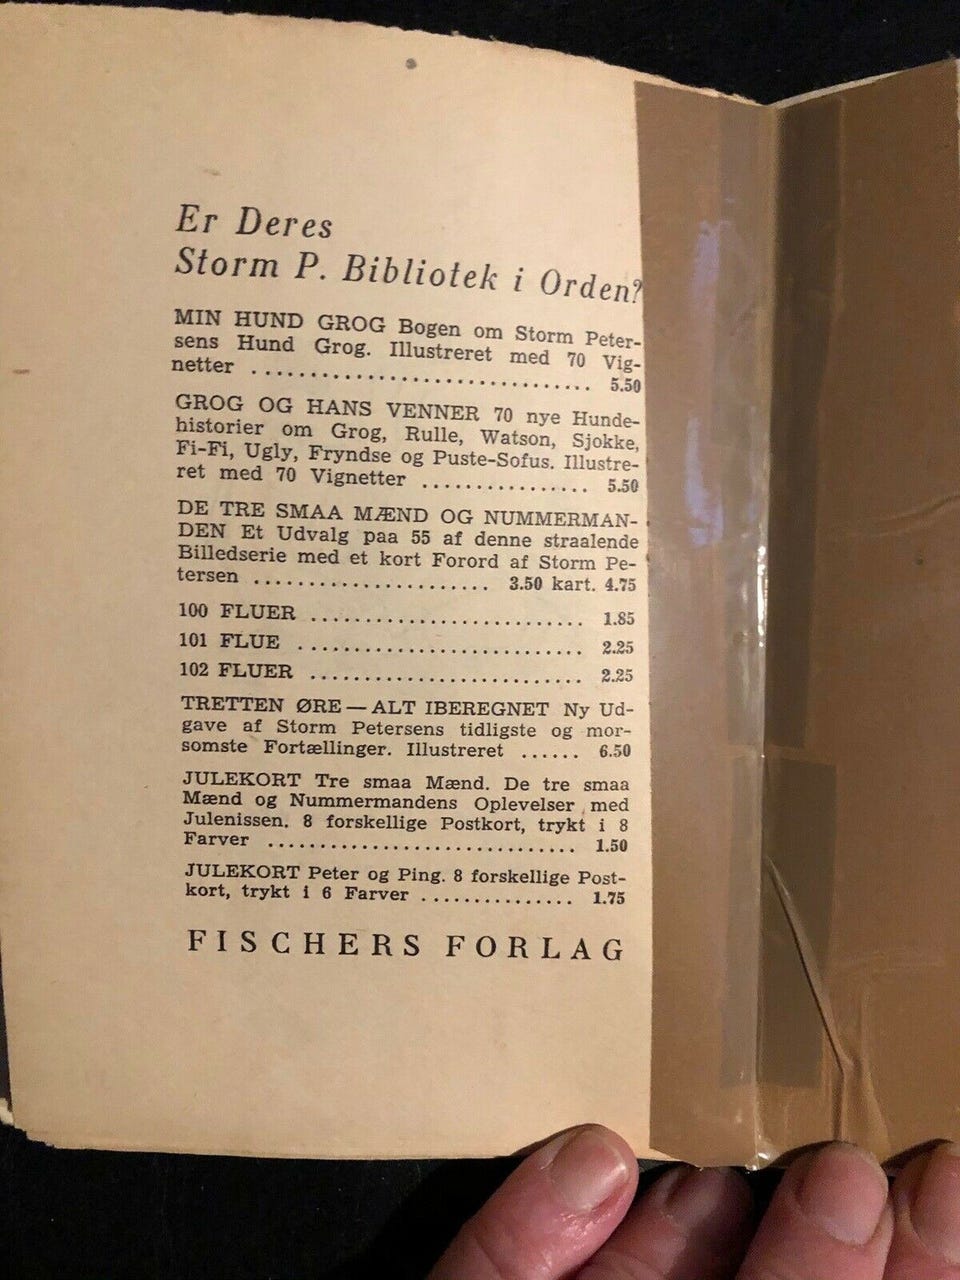 Er Deres
Storm P. Bibliotek i Orden?
MIN HUND GROG Bogen om Storm Peter-
sens Hund Grog. Illustreret med 70 Vig-
netter ................................ 5.50
GROG OG HANS VENNER 70 nye Hunde-
historier om Grog, Rulle, Watson, Sjokke,
Fi-Fi, Ugly, Fryndse og Puste-Sofus. Illustre-
ret med 70 Vignetter ................ 5.50
DE TRE SMAA MÆND OG NUMMERMAN-
DEN Et Udvalg paa 55 af denne straalende
Billedserie med et kort Forord af Storm Pe-
tersen ...................... 3.50 kart. 4.75
100 FLUER .......................... 1.85
101 FLUE ........................... 2.25
102 FLUER .......................... 2.25
TRETTEN ØRE — ALT IBEREGNET Ny Ud-
gave af Storm Petersens tidligste og mor-
somste Fortællinger. Illustreret ...... 6.50
JULEKORT Tre smaa Mænd. De tre smaa
Mænd og Nummermandens Oplevelser med
Julenissen. 8 forskellige Postkort, trykt i 8
Farver .............................. 1.50
JULEKORT Peter og Ping. 8 forskellige Post-
kort, trykt i 6 Farver ............... 1.75
FISCHERS FORLAG